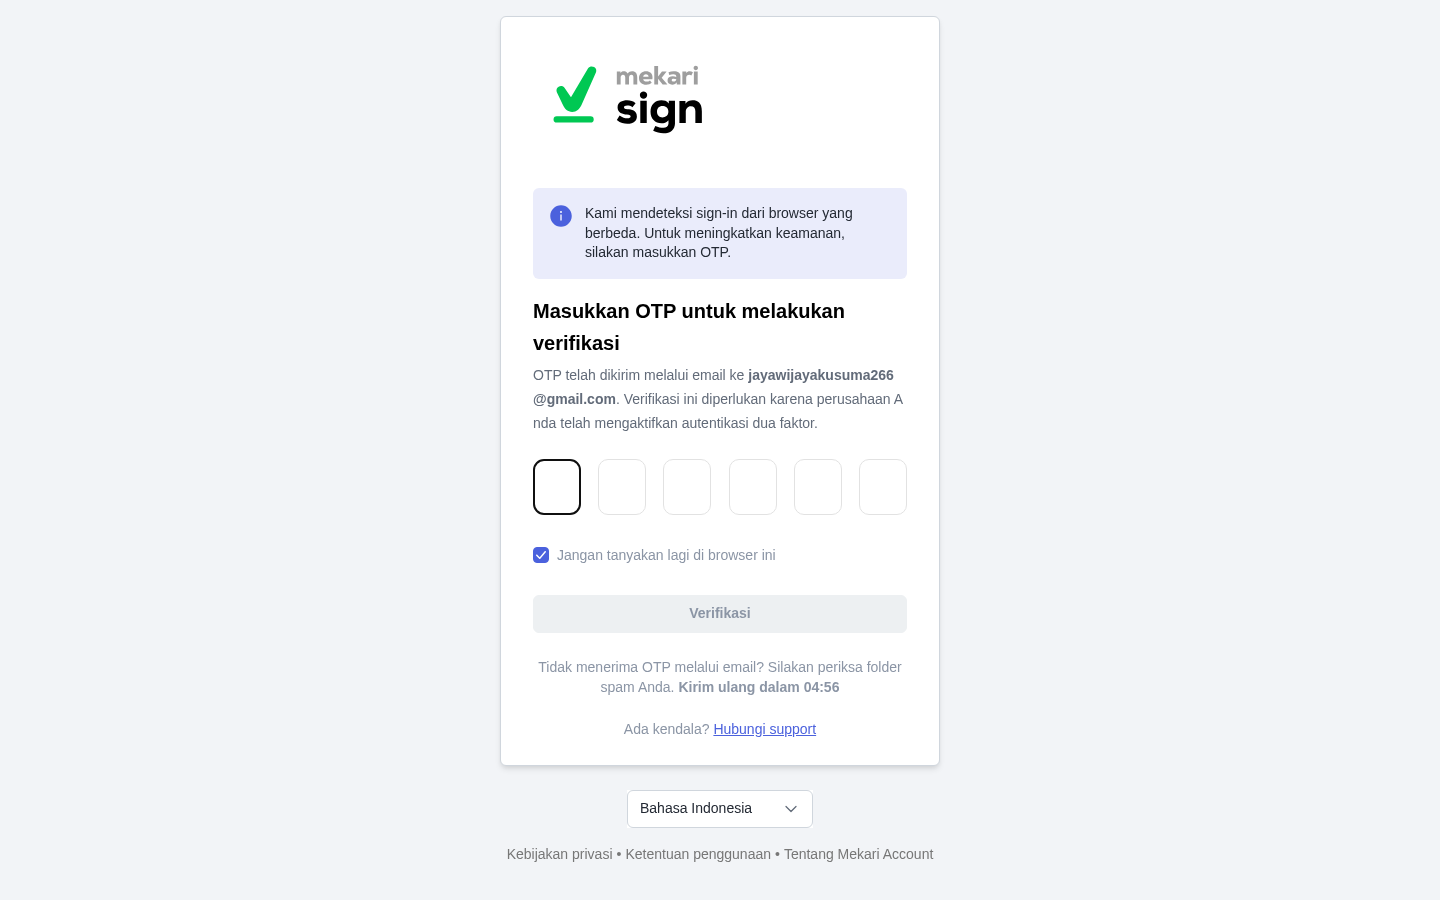 mekari
sign
Kami mendeteksi sign-in dari browser yang
berbeda. Untuk meningkatkan keamanan,
silakan masukkan OTP.
Masukkan OTP untuk melakukan
verifikasi
OTP telah dikirim melalui email ke jayawijayakusuma266
@gmail.com. Verifikasi ini diperlukan karena perusahaan A
nda telah mengaktifkan autentikasi dua faktor.
Jangan tanyakan lagi di browser ini
Verifikasi
Tidak menerima OTP melalui email? Silakan periksa folder
spam Anda. Kirim ulang dalam 04:56
Ada kendala? Hubungi support
Bahasa Indonesia
Kebijakan privasi • Ketentuan penggunaan • Tentang Mekari Account